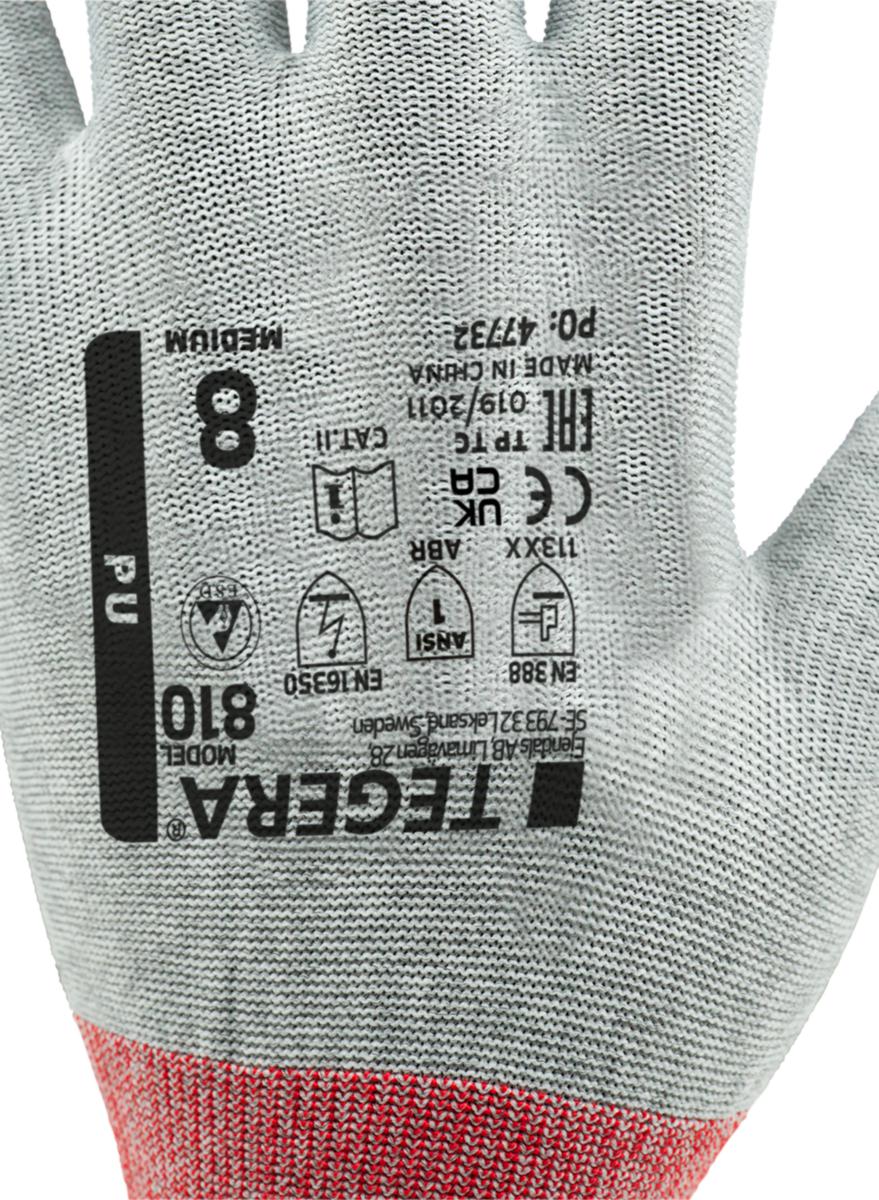 TEGERA®
Ejendals AB, Limavägen 28,
SE-793 32 Leksand, Sweden
MODEL
810
EN 388
113XX
ANSI
1
ABR
EN 16350
E.S.D.
PU
CE
UK
CA
i
CAT.II
EAC
TP TC
019/2011
MADE IN CHINA
PO: 47732
8
MEDIUM